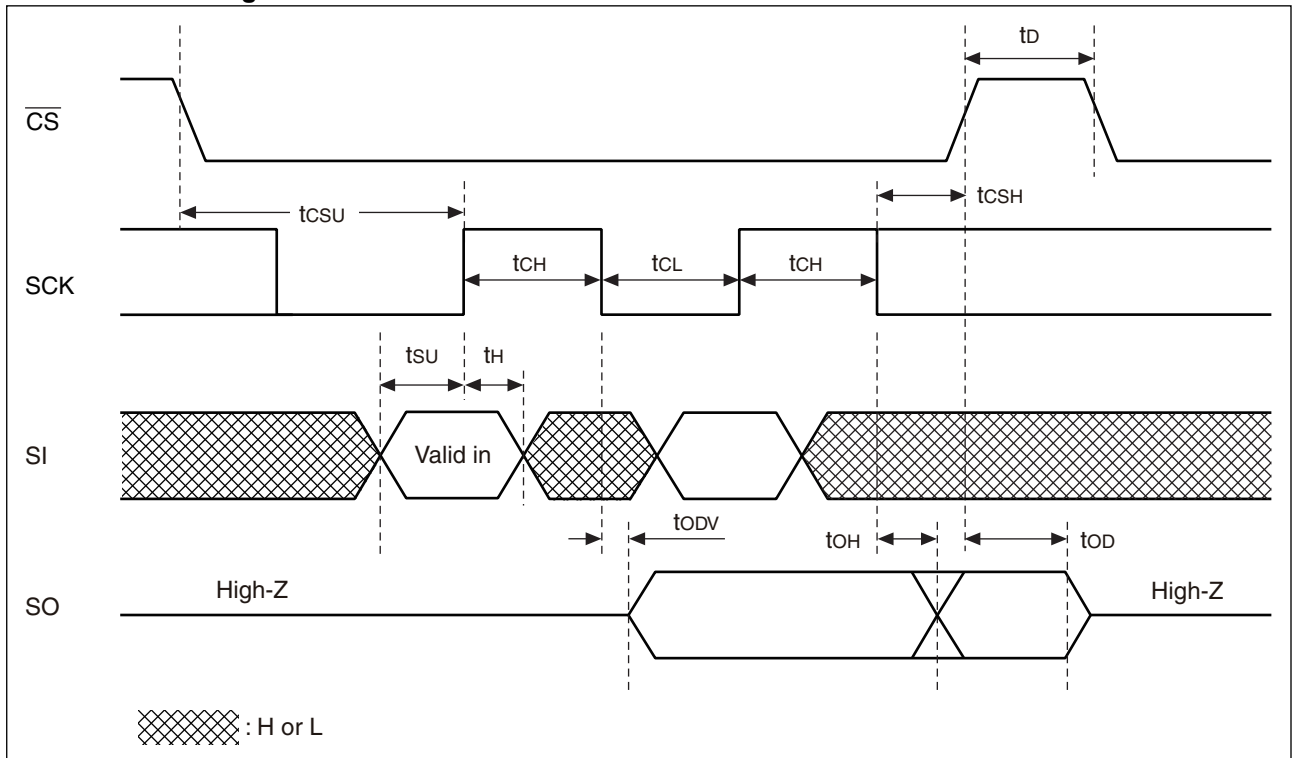 tD
CS
tCSH
tCSU
SCK
tCH
tCL
tCH
tSU
tH
SI
Valid in
tODV
tOH
tOD
SO
High-Z
High-Z
: H or L